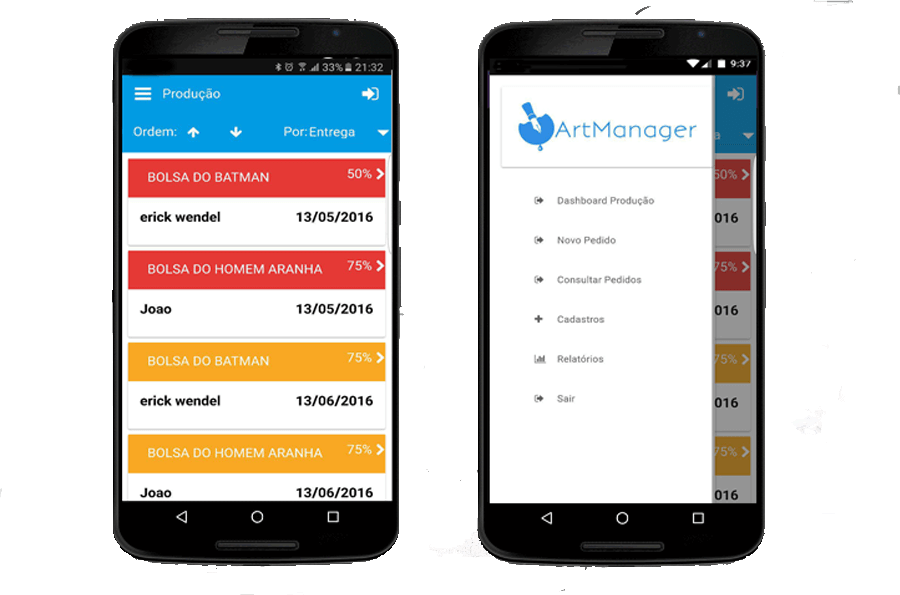 33% 21:32
Produção
Ordem: Por: Entrega
BOLSA DO BATMAN 50%
erick wendel 13/05/2016
BOLSA DO HOMEM ARANHA 75%
Joao 13/05/2016
BOLSA DO BATMAN 75%
erick wendel 13/06/2016
BOLSA DO HOMEM ARANHA 75%
Joao 13/06/2016
9:37
ArtManager
Dashboard Produção
Novo Pedido
Consultar Pedidos
Cadastros
Relatórios
Sair
a
50%
016
75%
016
75%
016
75%
016